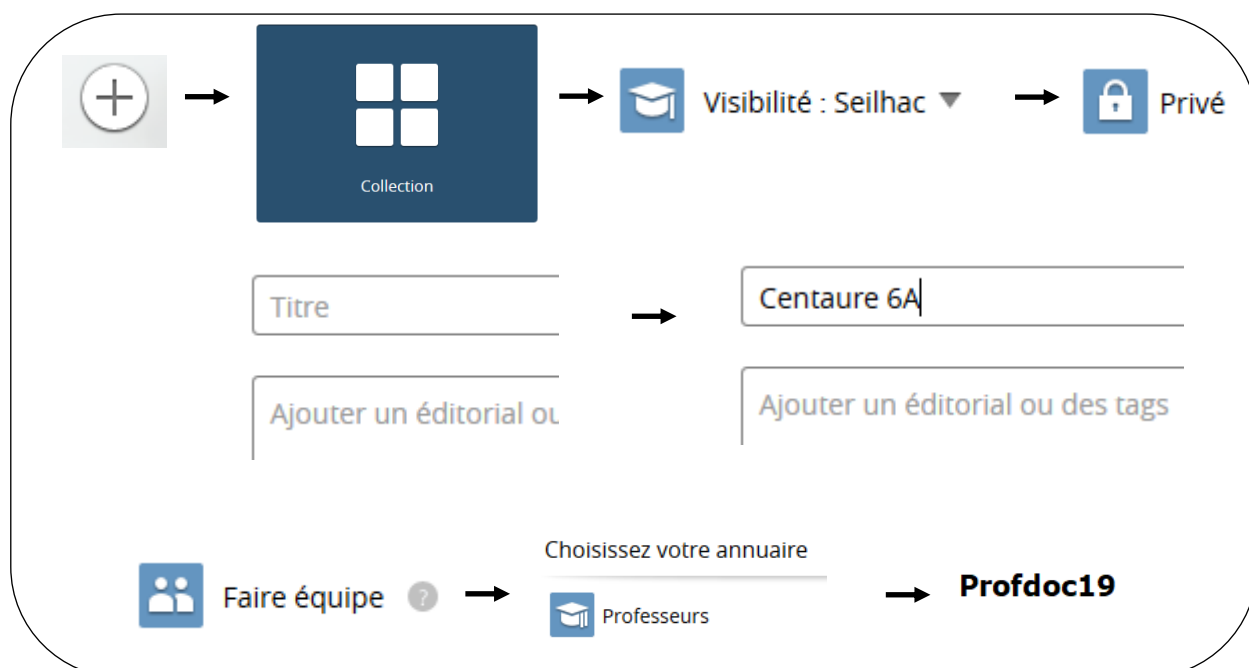 Collection
Visibilité : Seilhac
Privé
Titre
Centaure 6A
Ajouter un éditorial ou
Ajouter un éditorial ou des tags
Choisissez votre annuaire
Faire équipe ?
Professeurs
Profdoc19